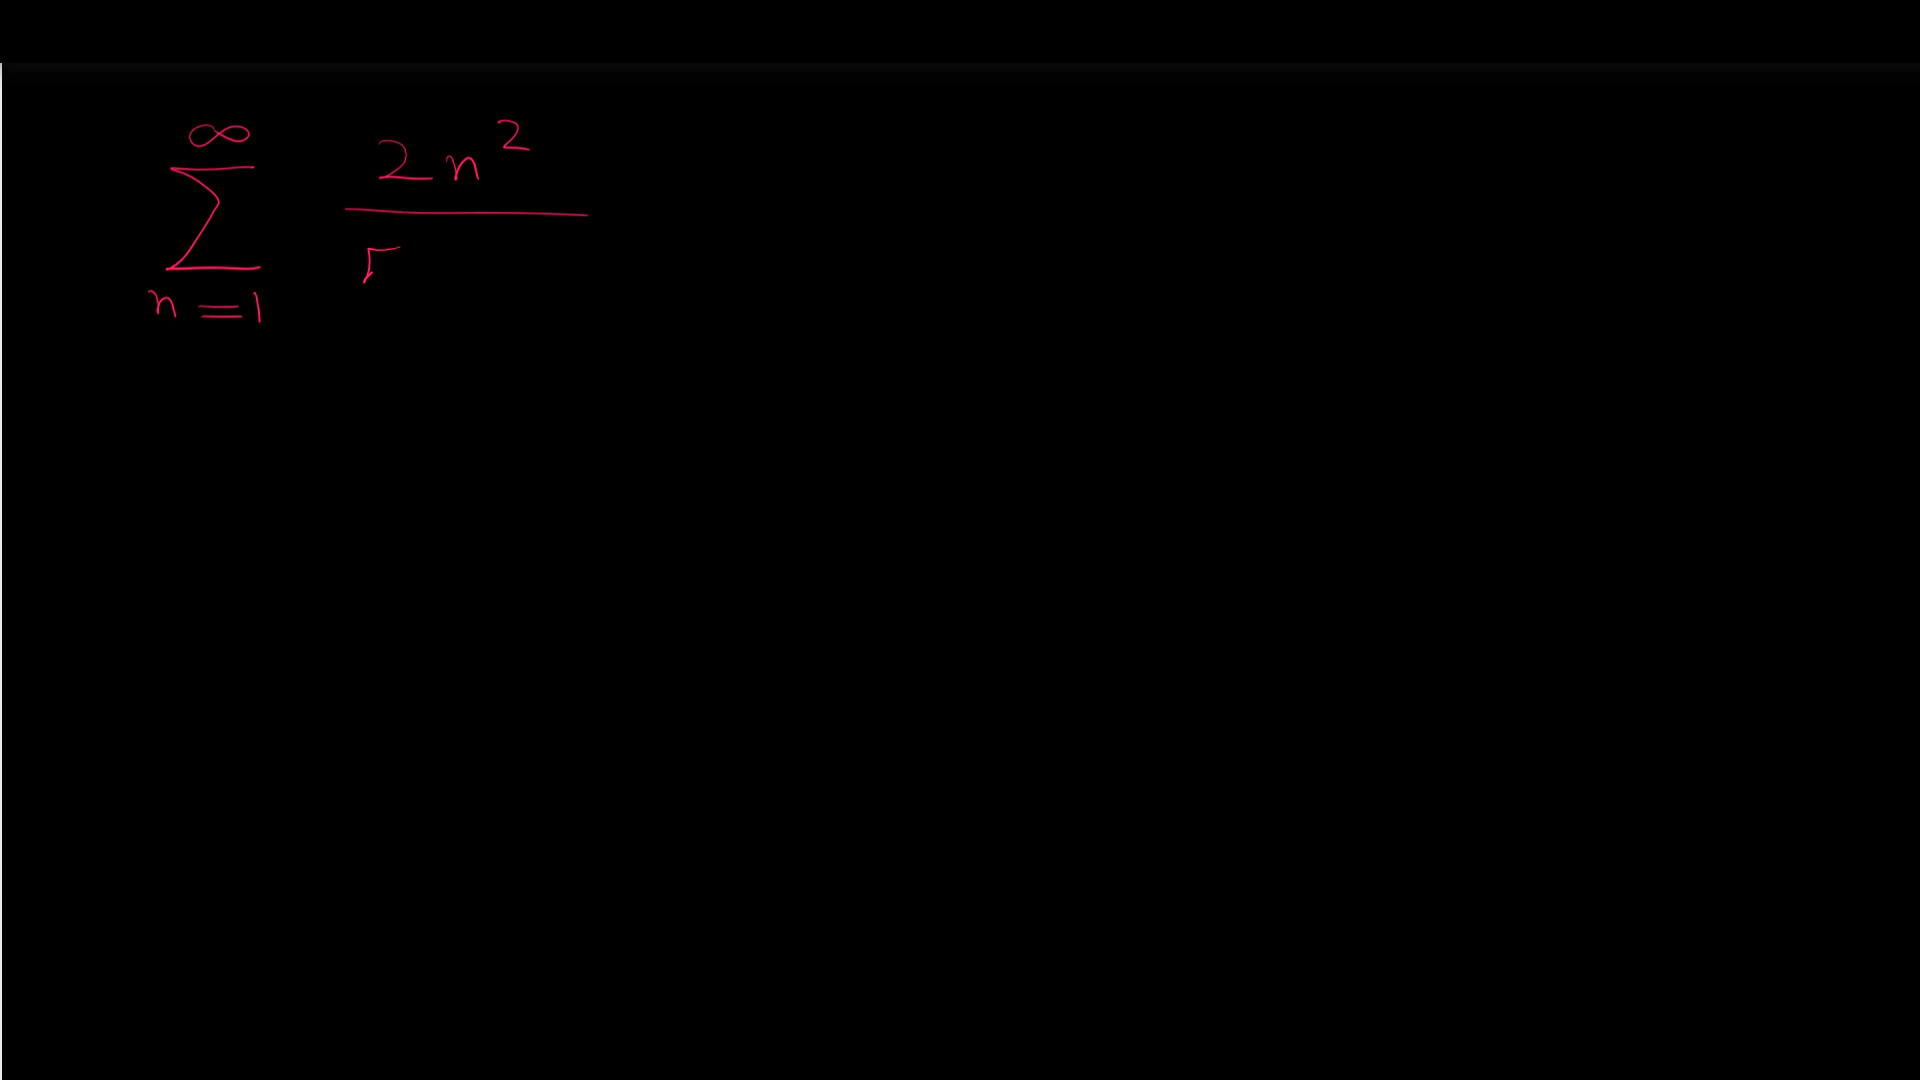 ∞
∑ 2n²
n=1